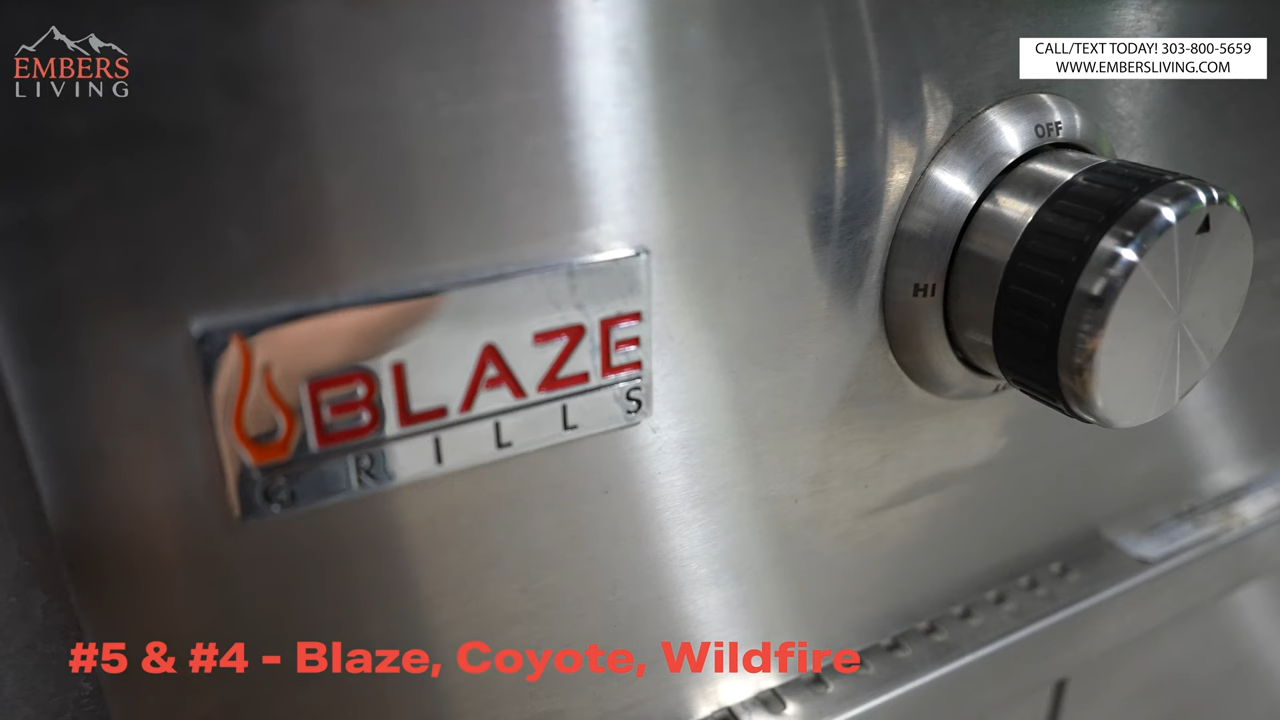 EMBERS
LIVING
CALL/TEXT TODAY! 303-800-5659
WWW.EMBERSLIVING.COM
OFF
HI
BLAZE
GRILLS
#5 & #4 - Blaze, Coyote, Wildfire